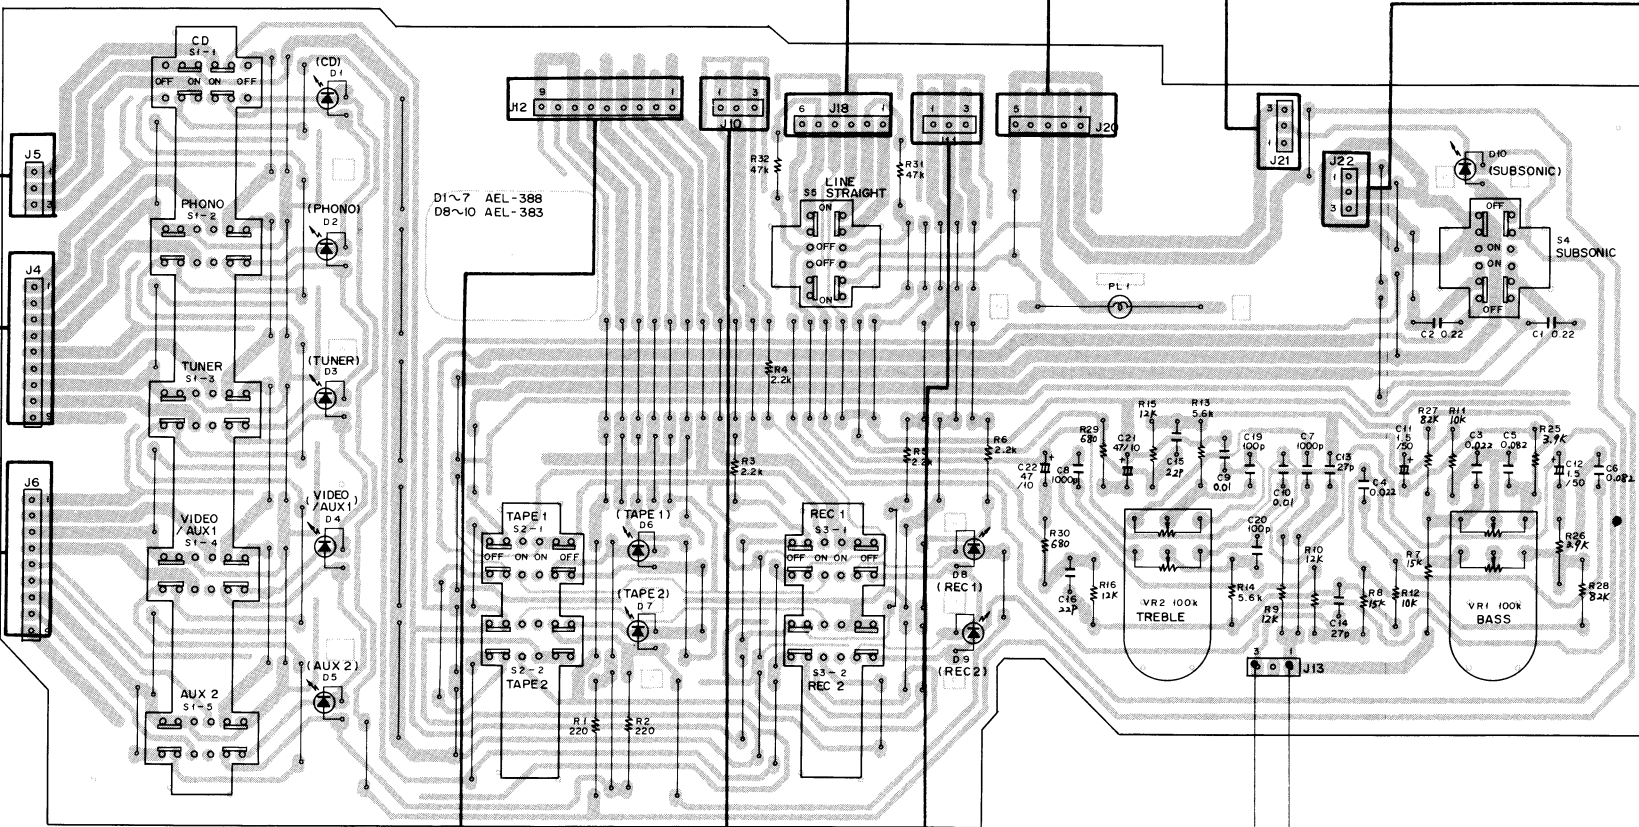 CD
S1-1
OFF ON ON OFF
(CD)
D1
J5
1
3
PHONO
S1-2
(PHONO)
D2
D1~7 AEL-388
D8~10 AEL-383
J4
1
9
TUNER
S1-3
(TUNER)
D3
J6
1
VIDEO
/AUX1
S1-4
(VIDEO
/AUX1)
D4
AUX 2
S1-5
(AUX 2)
D5
J12
9
1
J10
1
3
J18
6
1
1
3
J20
5
1
R32
47k
R31
47k
LINE
STRAIGHT
S5
ON
OFF
OFF
ON
J21
3
1
J22
1
3
D10
(SUBSONIC)
S4
SUBSONIC
OFF
ON
ON
OFF
PL1
C2 0.22
C1 0.22
R4
2.2k
R3
2.2k
R5
2.2k
R6
2.2k
TAPE1
S2-1
OFF ON ON OFF
(TAPE1)
D6
(TAPE2)
D7
S2-2
TAPE2
R1
220
R2
220
REC 1
S3-1
OFF ON ON OFF
S3-2
REC 2
D8
(REC1)
D9
(REC2)
C22
47
/10
C8
1000p
R29
680
C21
47/10
R15
12K
C15
22P
R13
5.6k
C9
0.01
C19
100p
C10
0.01
C7
1000p
C13
27p
C4
0.022
C11
1.5
/50
R27
82K
R11
10K
C3
0.022
C5
0.082
R25
3.9K
C12
1.5
/50
C6
0.082
R30
680
C16
22P
R16
12K
VR2 100k
TREBLE
R14
5.6k
C20
100p
R9
12K
R10
12K
C14
27p
R8
15K
R12
10K
R7
15K
VR1 100k
BASS
R26
3.9K
R28
82K
3
1
J13